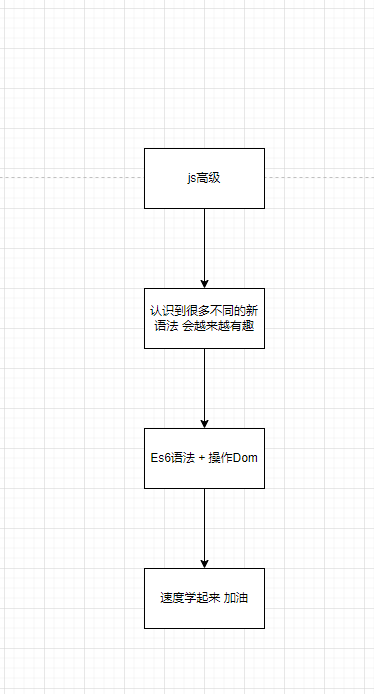 js高级
认识到很多不同的新
语法 会越来越有趣
Es6语法 + 操作Dom
速度学起来 加油